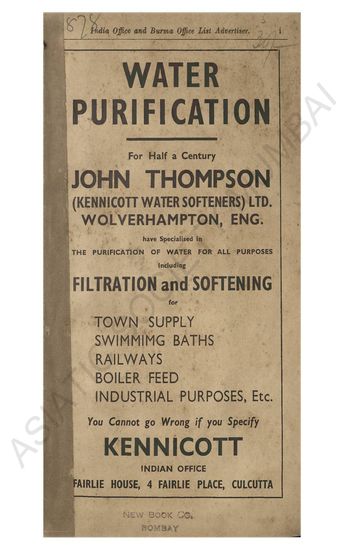 878
India Office and Burma Office List Advertiser. 1
WATER
PURIFICATION
For Half a Century
JOHN THOMPSON
(KENNICOTT WATER SOFTENERS) LTD.
WOLVERHAMPTON, ENG.
have Specialised in
THE PURIFICATION OF WATER FOR ALL PURPOSES
including
FILTRATION and SOFTENING
for
TOWN SUPPLY
SWIMMIMG BATHS
RAILWAYS
BOILER FEED
INDUSTRIAL PURPOSES, Etc.
You Cannot go Wrong if you Specify
KENNICOTT
INDIAN OFFICE
FAIRLIE HOUSE, 4 FAIRLIE PLACE, CULCUTTA
NEW BOOK CO.
BOMBAY